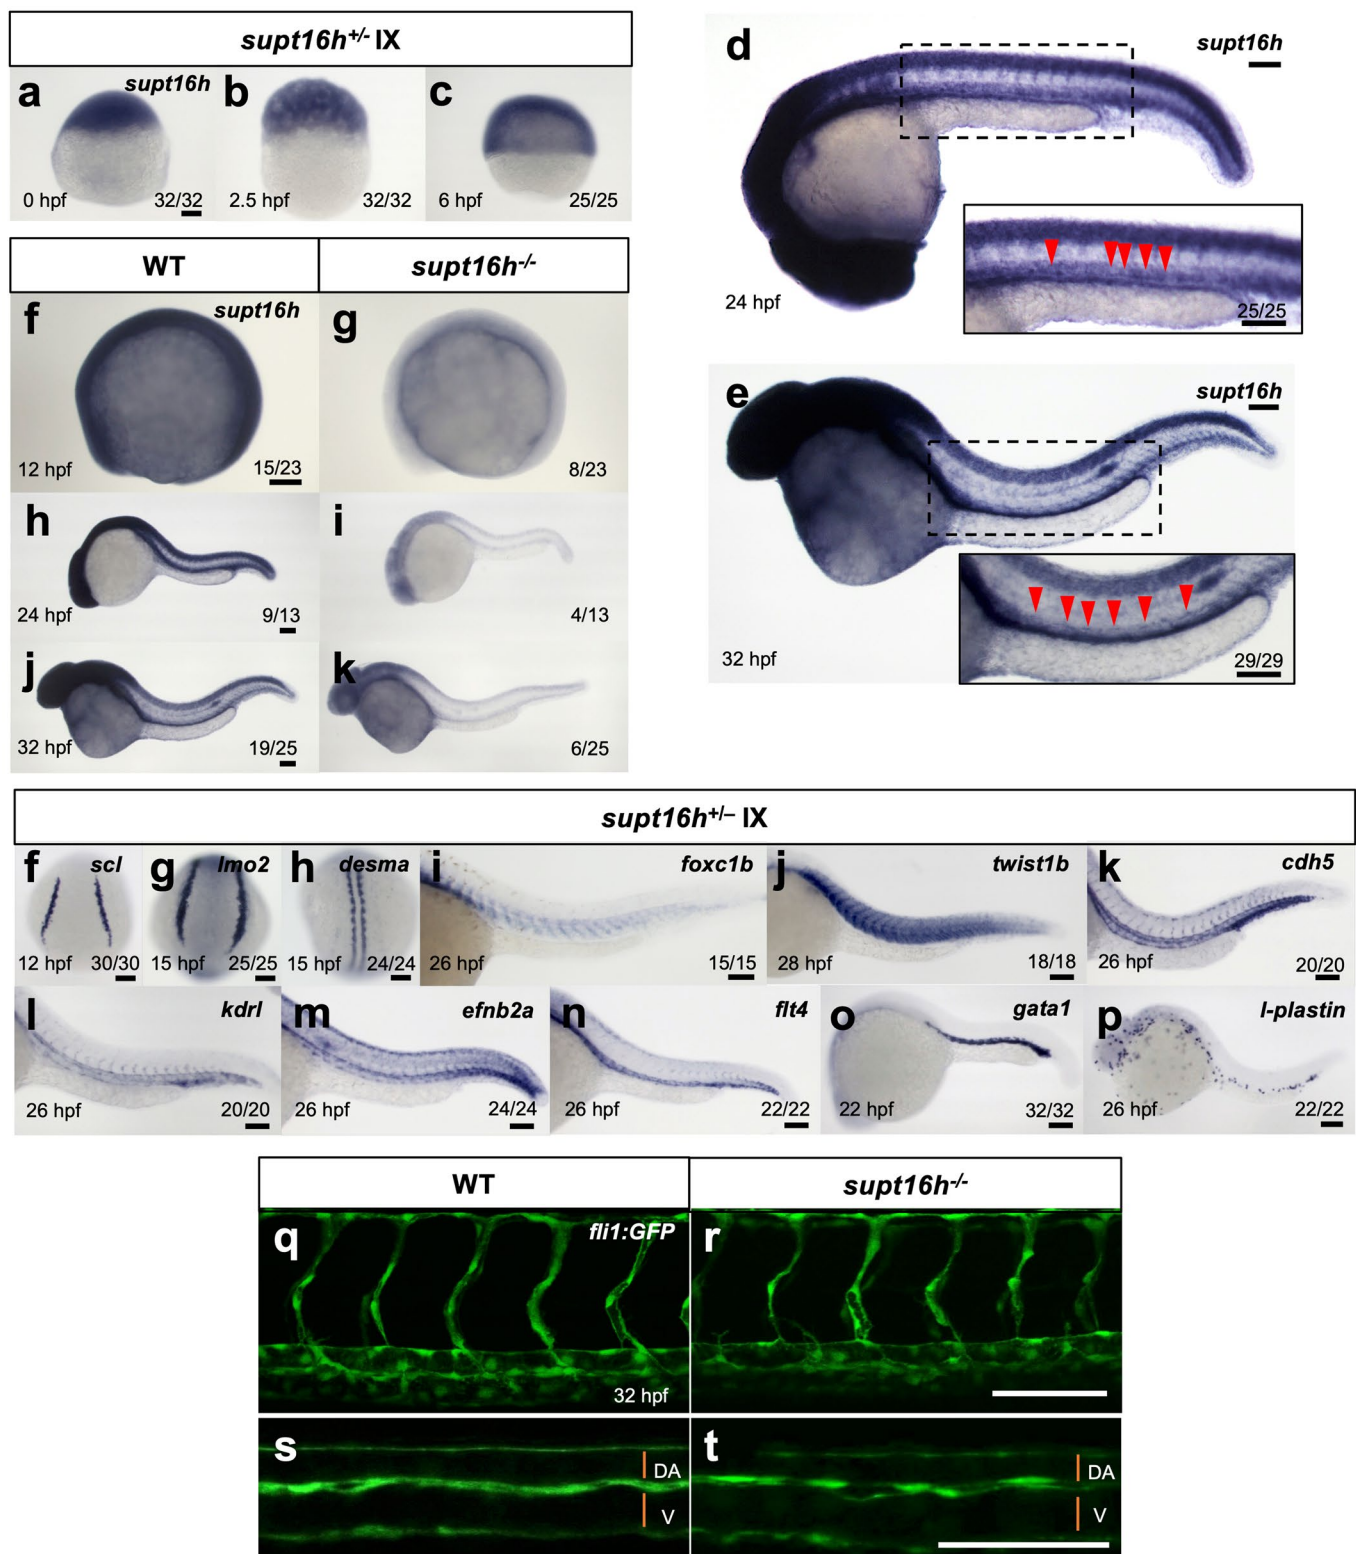 supt16h+/- IX
a supt16h
0 hpf 32/32
b
2.5 hpf 32/32
c
6 hpf 25/25
d supt16h
24 hpf
25/25
e supt16h
32 hpf
29/29
WT supt16h-/-
f supt16h
12 hpf 15/23
g
8/23
h
24 hpf 9/13
i
4/13
j
32 hpf 19/25
k
6/25
supt16h+/– IX
f scl
12 hpf 30/30
g lmo2
15 hpf 25/25
h desma
15 hpf 24/24
i foxc1b
26 hpf 15/15
j twist1b
28 hpf 18/18
k cdh5
26 hpf 20/20
l kdrl
26 hpf 20/20
m efnb2a
26 hpf 24/24
n flt4
26 hpf 22/22
o gata1
22 hpf 32/32
p l-plastin
26 hpf 22/22
WT supt16h-/-
q fli1:GFP
32 hpf
r
s
DA
V
t
DA
V